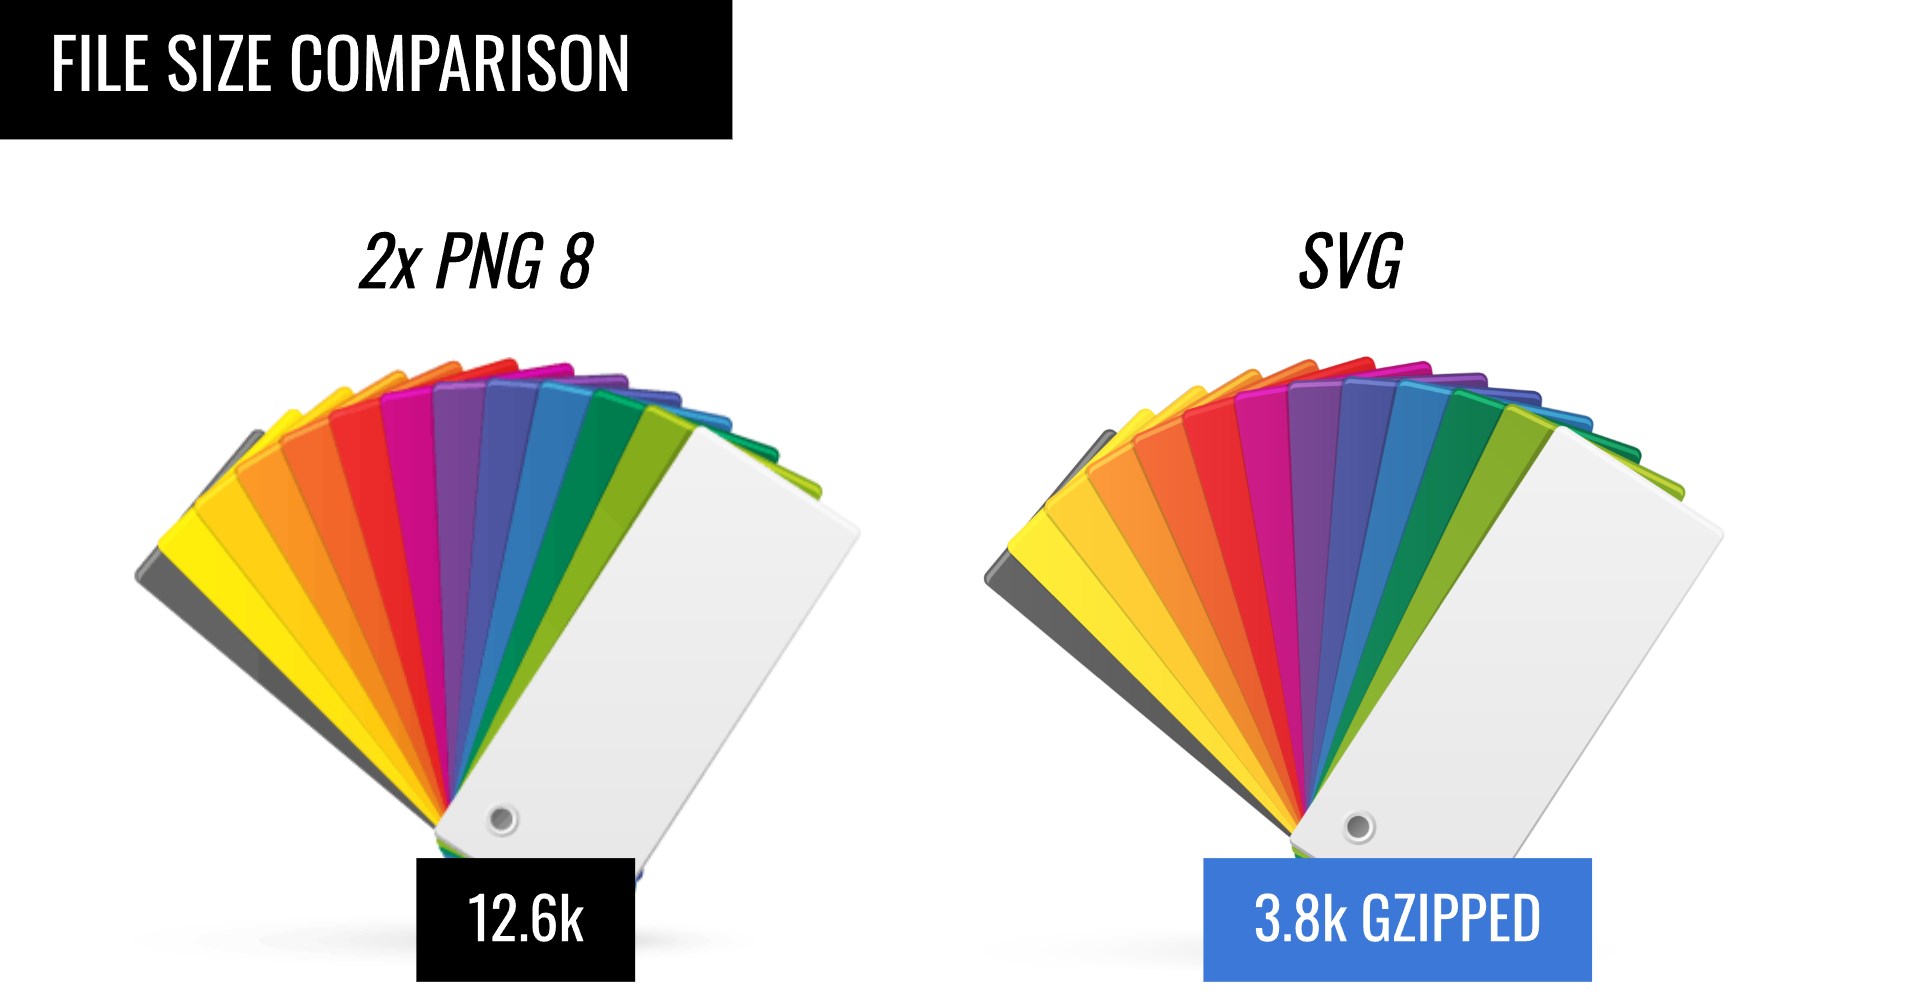 FILE SIZE COMPARISON
2x PNG 8
SVG
12.6k
3.8k GZIPPED